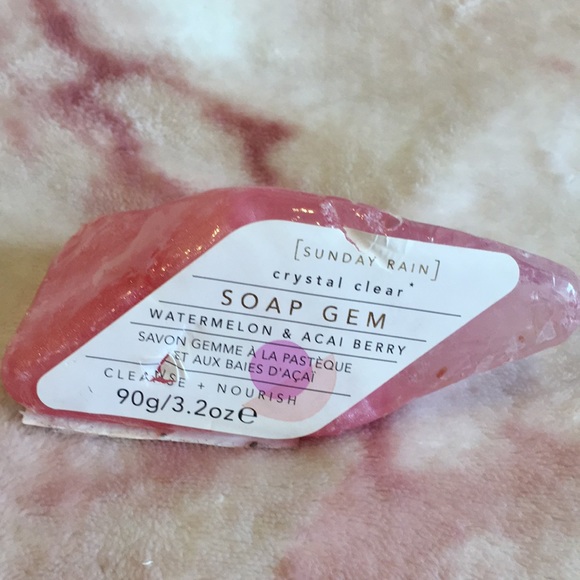 [SUNDAY RAIN]
crystal clear*
SOAP GEM
WATERMELON & ACAI BERRY
SAVON GEMME À LA PASTÈQUE
ET AUX BAIES D'AÇAÏ
CLEANSE + NOURISH
90g/3.2oz℮